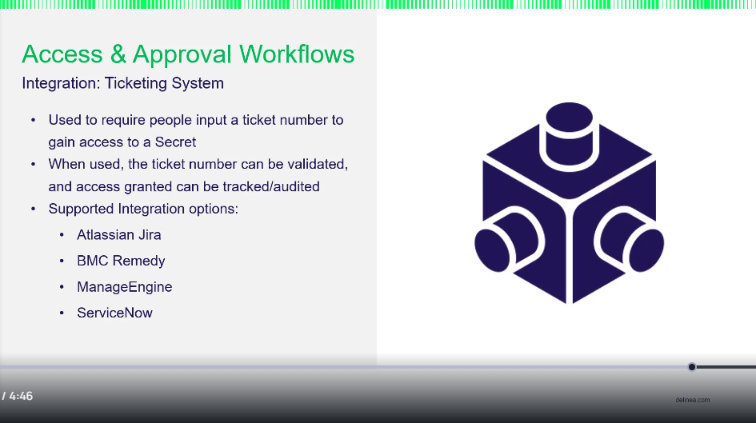 Access & Approval Workflows
Integration: Ticketing System
• Used to require people input a ticket number to
gain access to a Secret
• When used, the ticket number can be validated,
and access granted can be tracked/audited
• Supported Integration options:
• Atlassian Jira
• BMC Remedy
• ManageEngine
• ServiceNow
/ 4:46
delinea.com